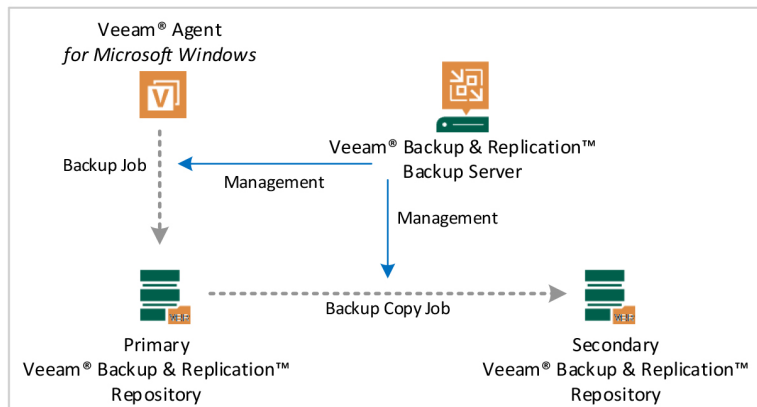 Veeam® Agent
for Microsoft Windows
V
Veeam® Backup & Replication™
Backup Server
Backup Job
Management
Management
Backup Copy Job
Primary
Veeam® Backup & Replication™
Repository
Secondary
Veeam® Backup & Replication™
Repository